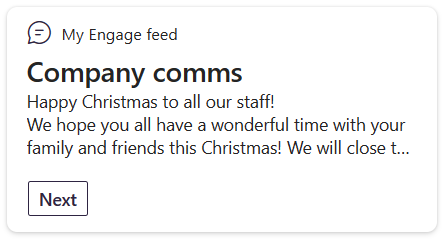 My Engage feed
Company comms
Happy Christmas to all our staff!
We hope you all have a wonderful time with your
family and friends this Christmas! We will close t...
Next